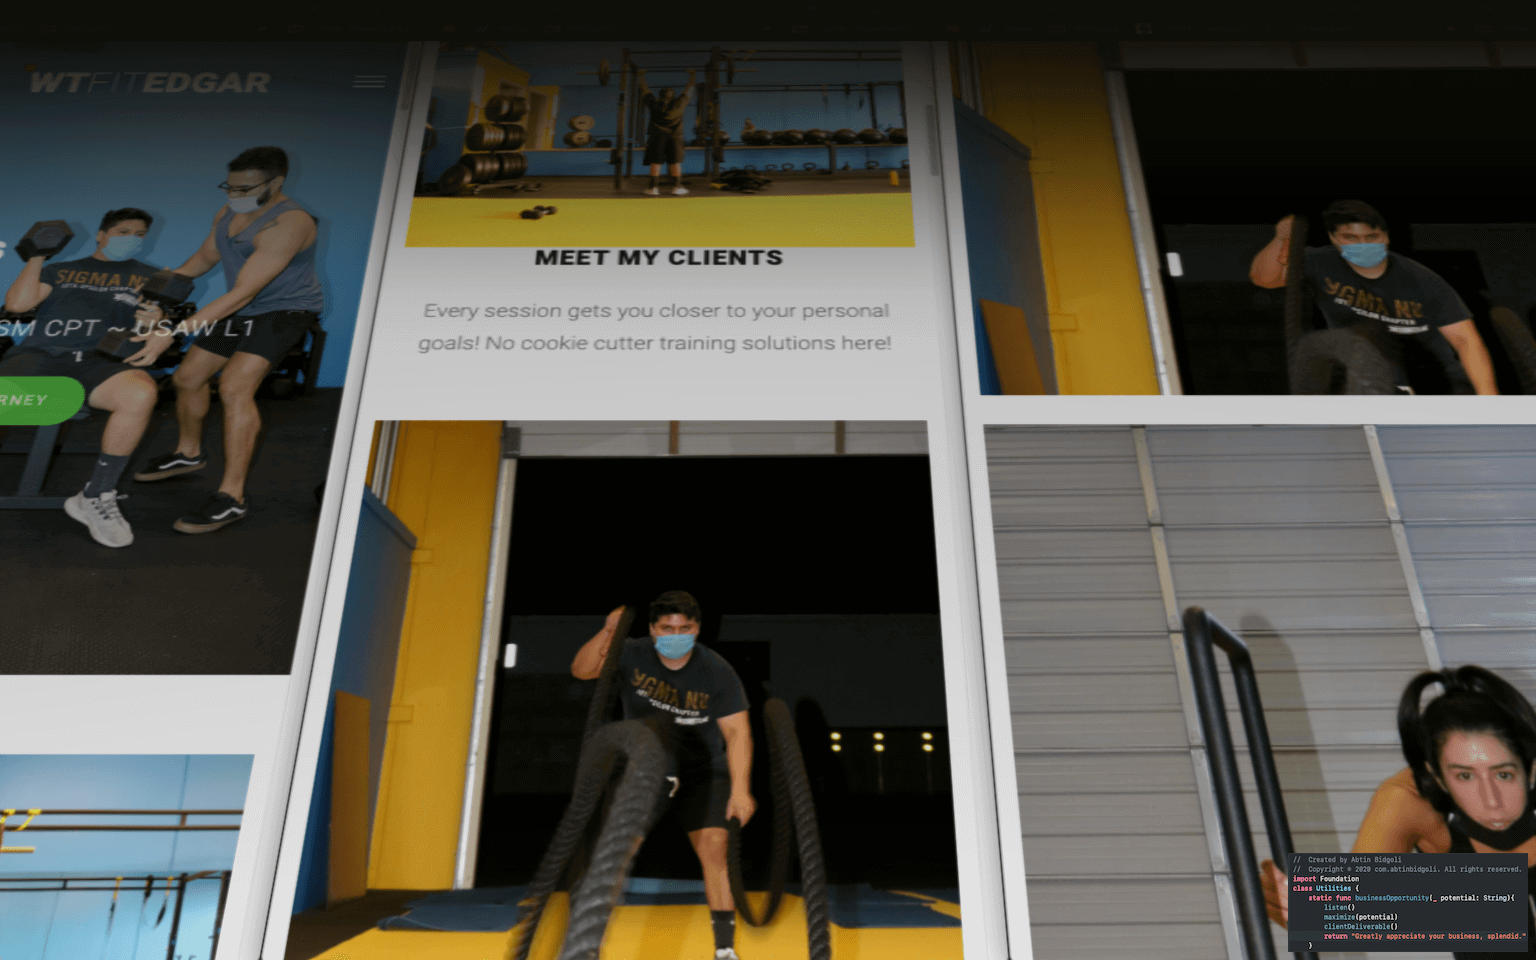 WTFITEDGAR
SM CPT ~ USAW L1
RNEY
SIGMA N
MEET MY CLIENTS
Every session gets you closer to your personal
goals! No cookie cutter training solutions here!
// Created by Abtin Bidgoli
// Copyright © 2020 com.abtinbidgoli. All rights reserved.
import Foundation
class Utilities {
static func businessOpportunity(_ potential: String){
listen()
maximize(potential)
clientDeliverable()
return "Greatly appreciate your business, splendid."
}